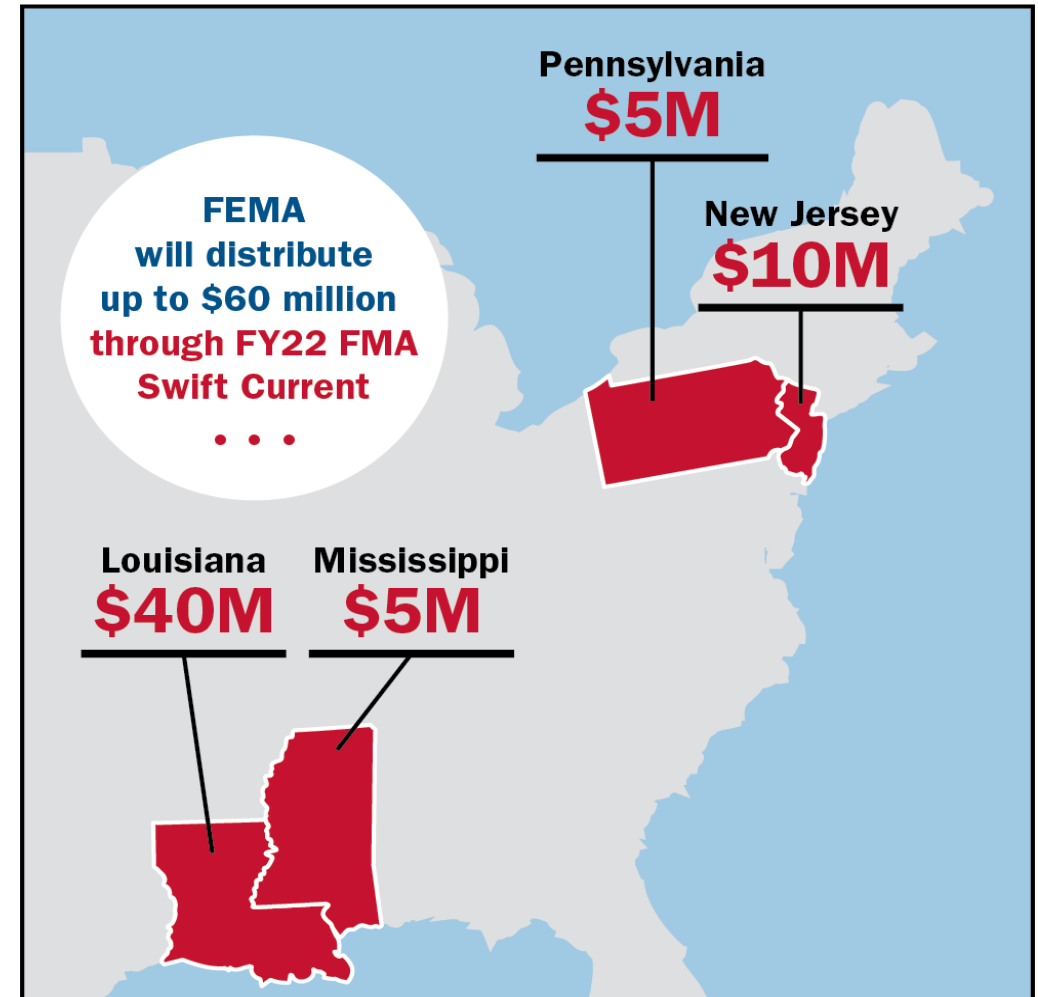 Pennsylvania
$5M
New Jersey
$10M
FEMA
will distribute
up to $60 million
through FY22 FMA
Swift Current
• • •
Louisiana
$40M
Mississippi
$5M